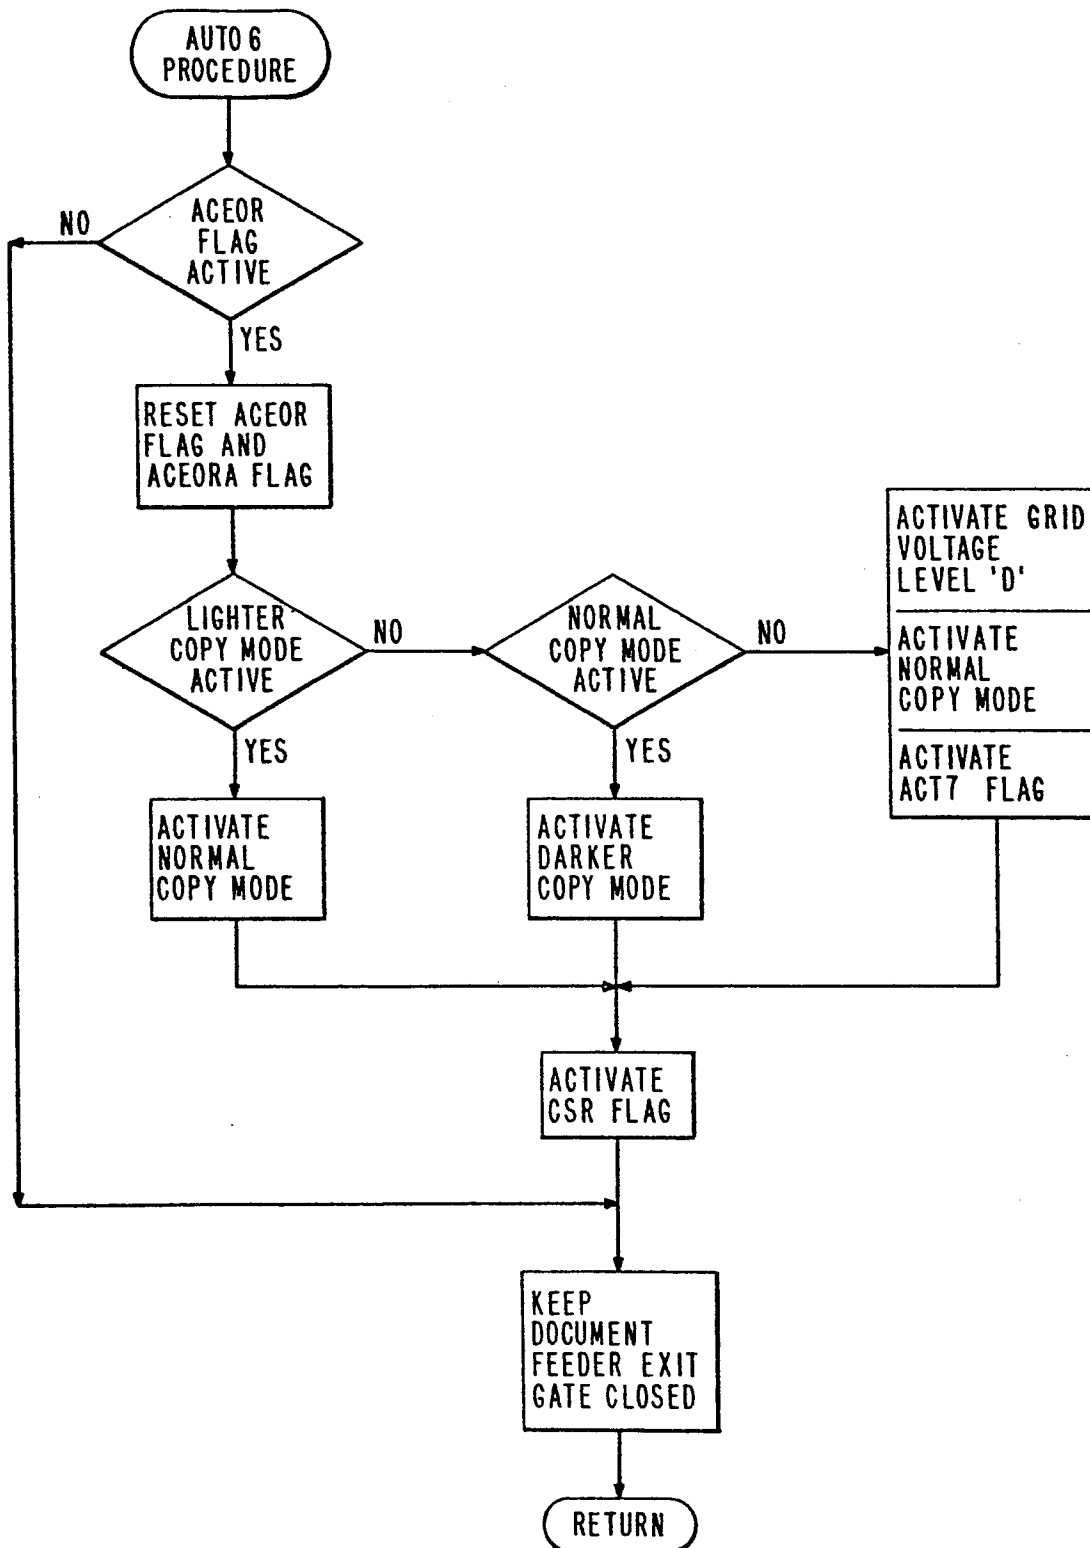 AUTO 6
PROCEDURE
ACEOR
FLAG
ACTIVE
NO
YES
RESET ACEOR
FLAG AND
ACEORA FLAG
LIGHTER
COPY MODE
ACTIVE
NO
NORMAL
COPY MODE
ACTIVE
NO
ACTIVATE GRID
VOLTAGE
LEVEL 'D'
ACTIVATE
NORMAL
COPY MODE
ACTIVATE
ACT7 FLAG
YES
YES
ACTIVATE
NORMAL
COPY MODE
ACTIVATE
DARKER
COPY MODE
ACTIVATE
CSR FLAG
KEEP
DOCUMENT
FEEDER EXIT
GATE CLOSED
RETURN